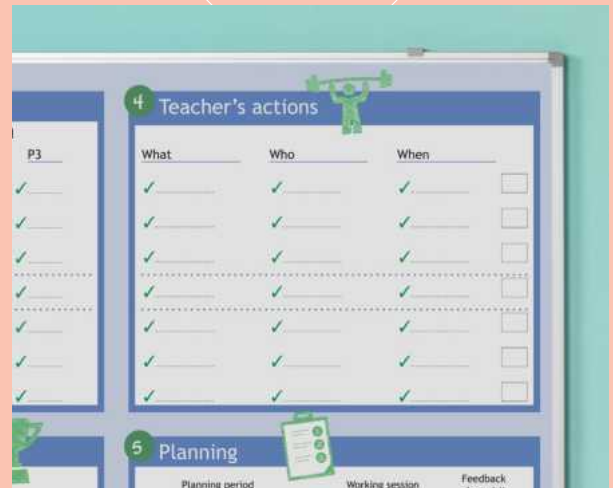 4 Teacher's actions
P3
What Who When
5 Planning
Planning period Working session Feedback